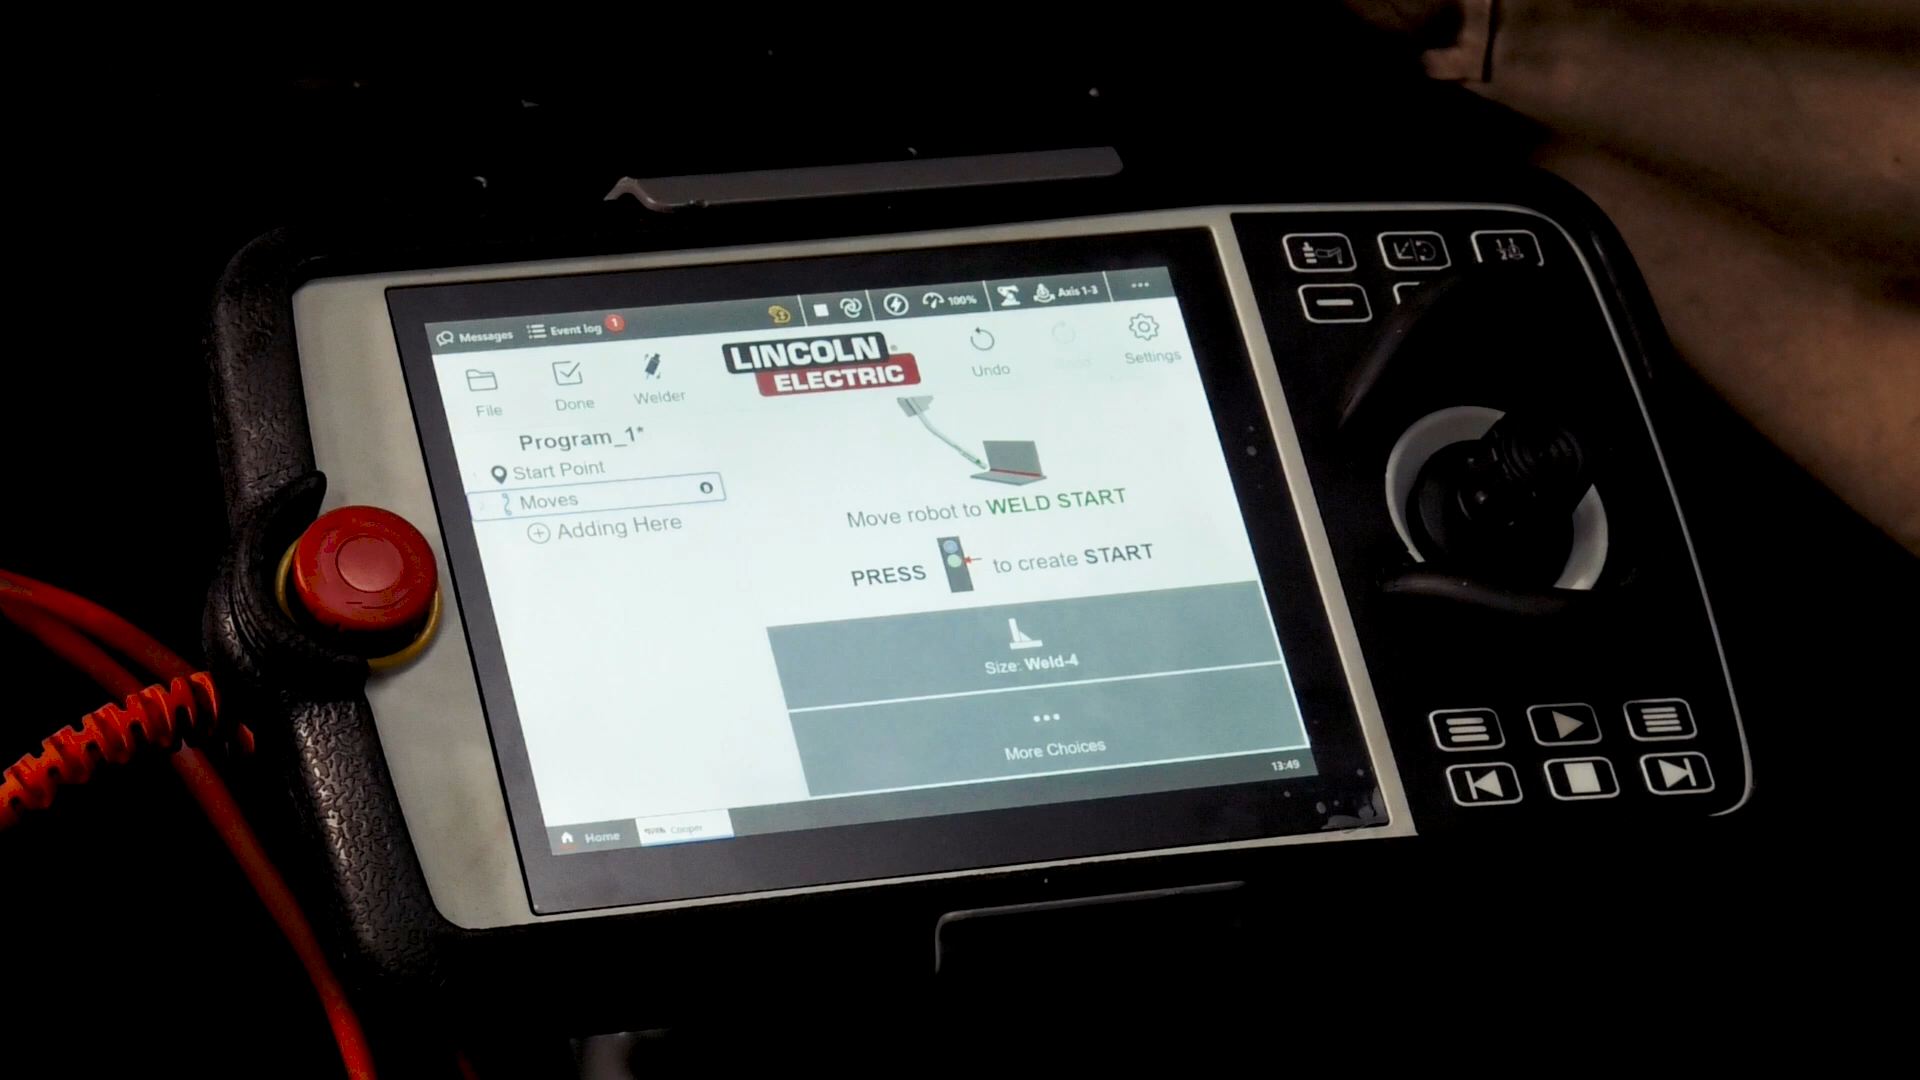 Messages
Event log 1
100%
Axis 1-3
File
Done
Welder
LINCOLN
ELECTRIC
Undo
Settings
Program_1*
Start Point
2 Moves
Adding Here
Move robot to WELD START
PRESS to create START
Size: Weld-4
More Choices
13:49
Home
Cooper